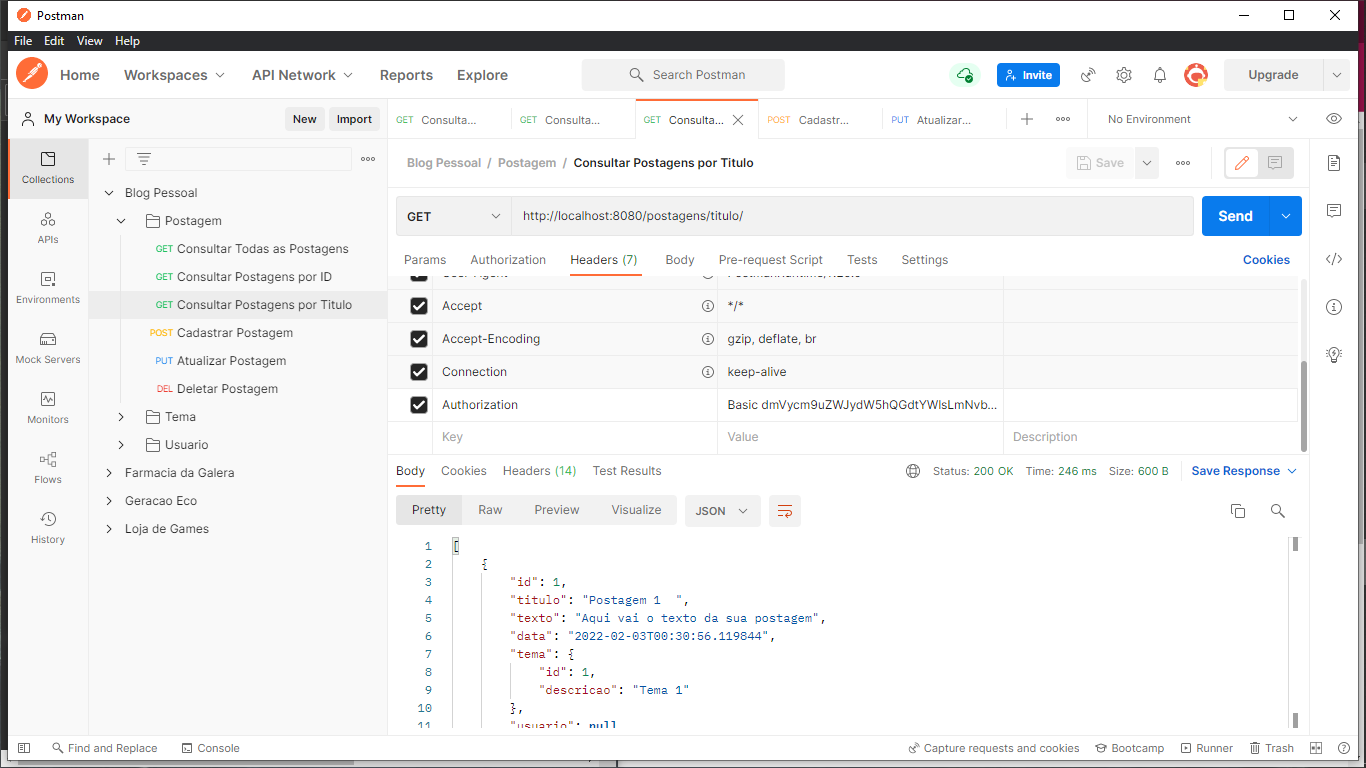 Postman
File Edit View Help
Home Workspaces API Network Reports Explore Search Postman Invite Upgrade
My Workspace New Import
GET Consulta... GET Consulta... GET Consulta... POST Cadastr... PUT Atualizar... No Environment
Collections
APIs
Environments
Mock Servers
Monitors
Flows
History
Blog Pessoal
Postagem
GET Consultar Todas as Postagens
GET Consultar Postagens por ID
GET Consultar Postagens por Titulo
POST Cadastrar Postagem
PUT Atualizar Postagem
DEL Deletar Postagem
Tema
Usuario
Farmacia da Galera
Geracao Eco
Loja de Games
Blog Pessoal / Postagem / Consultar Postagens por Titulo Save
GET http://localhost:8080/postagens/titulo/ Send
Params Authorization Headers (7) Body Pre-request Script Tests Settings Cookies
Accept */*
Accept-Encoding gzip, deflate, br
Connection keep-alive
Authorization Basic dmVycm9uZWJydW5hQGdtYWlsLmNvb...
Key Value Description
Body Cookies Headers (14) Test Results Status: 200 OK Time: 246 ms Size: 600 B Save Response
Pretty Raw Preview Visualize JSON
1 [
2 {
3 "id": 1,
4 "titulo": "Postagem 1  ",
5 "texto": "Aqui vai o texto da sua postagem",
6 "data": "2022-02-03T00:30:56.119844",
7 "tema": {
8 "id": 1,
9 "descricao": "Tema 1"
10 },
11 "usuario": null
Find and Replace Console Capture requests and cookies Bootcamp Runner Trash